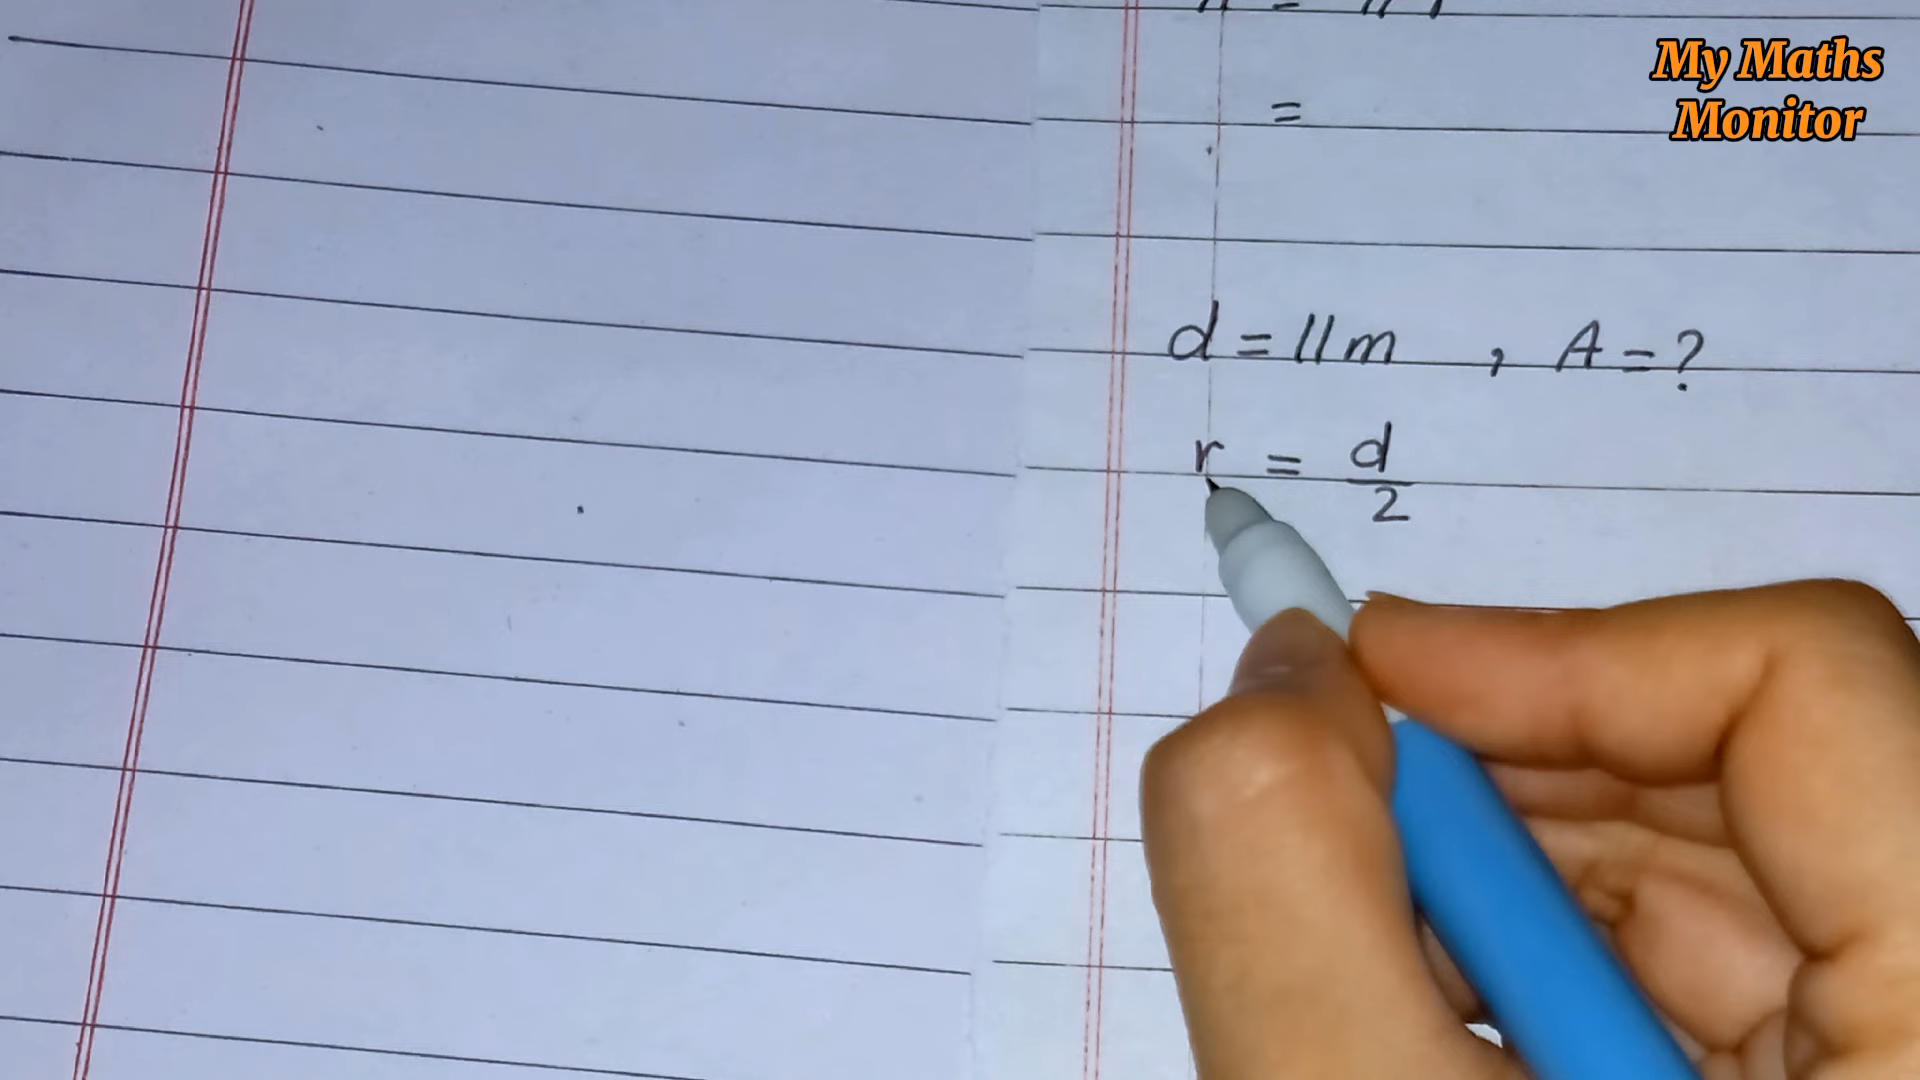 My Maths
Monitor
=
d = 11m , A = ?
r = d/2